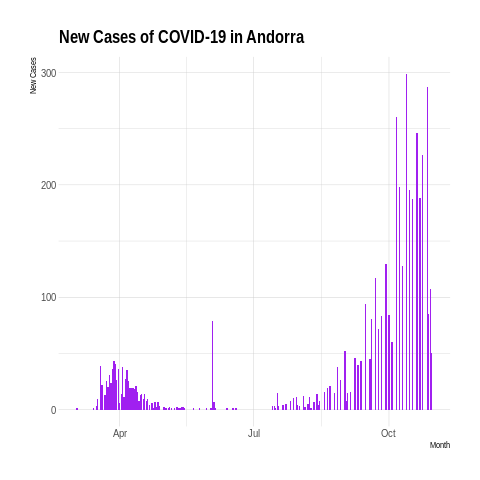 New Cases of COVID-19 in Andorra
New Cases
300
200
100
0
Apr
Jul
Oct
Month